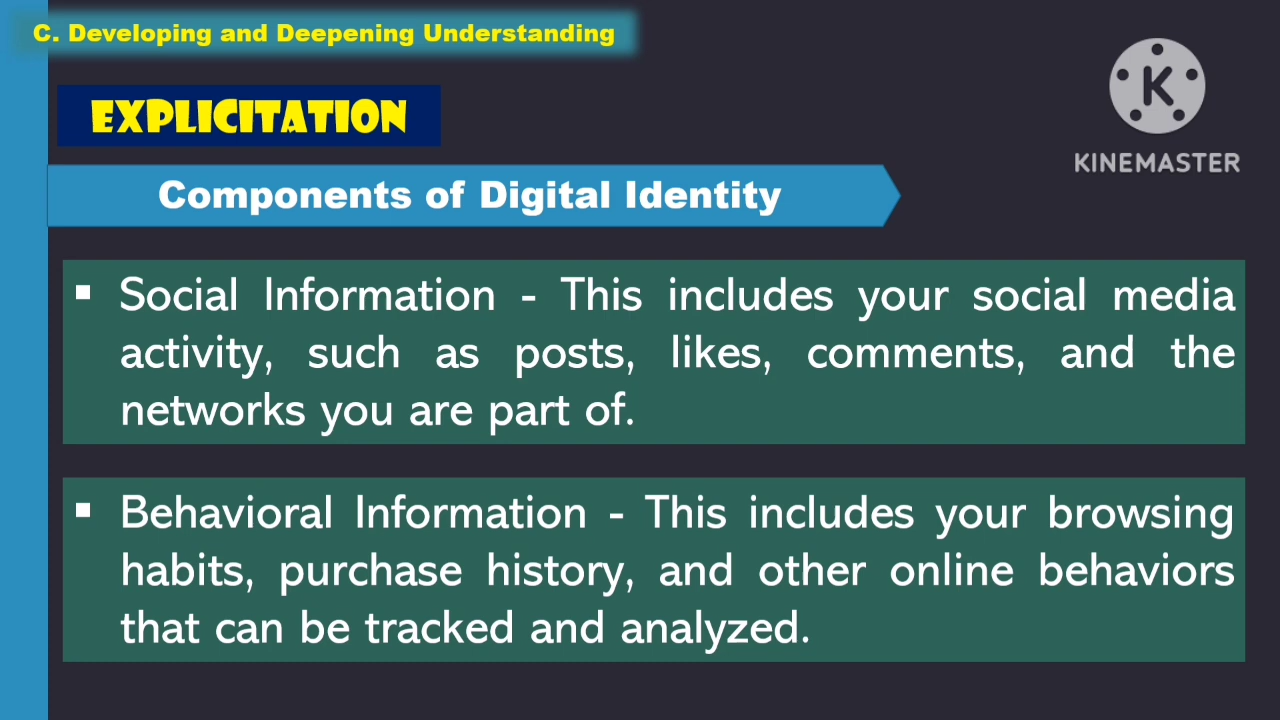 C. Developing and Deepening Understanding
EXPLICITATION
K
KINEMASTER
Components of Digital Identity
▪ Social Information - This includes your social media
activity, such as posts, likes, comments, and the
networks you are part of.
▪ Behavioral Information - This includes your browsing
habits, purchase history, and other online behaviors
that can be tracked and analyzed.